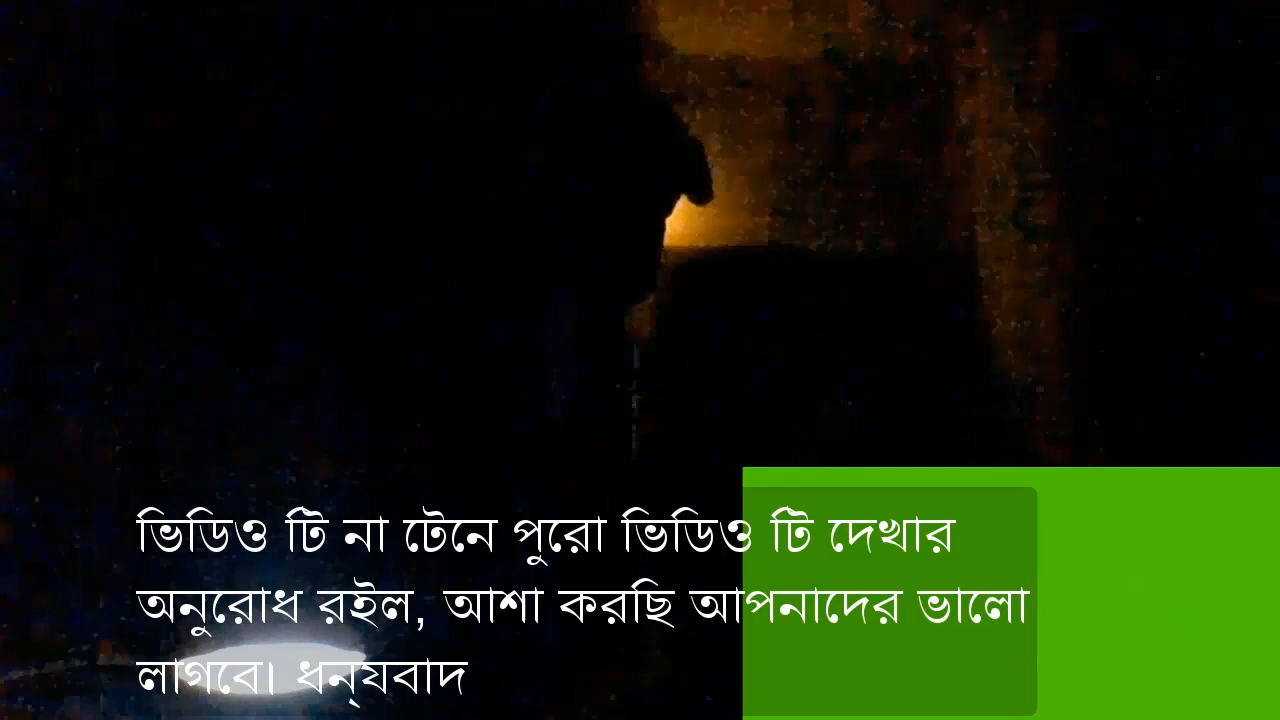 ভিডিও টি না টেনে পুরো ভিডিও টি দেখার
অনুরোধ রইল, আশা করছি আপনাদের ভালো
লাগবে। ধন্‌যবাদ